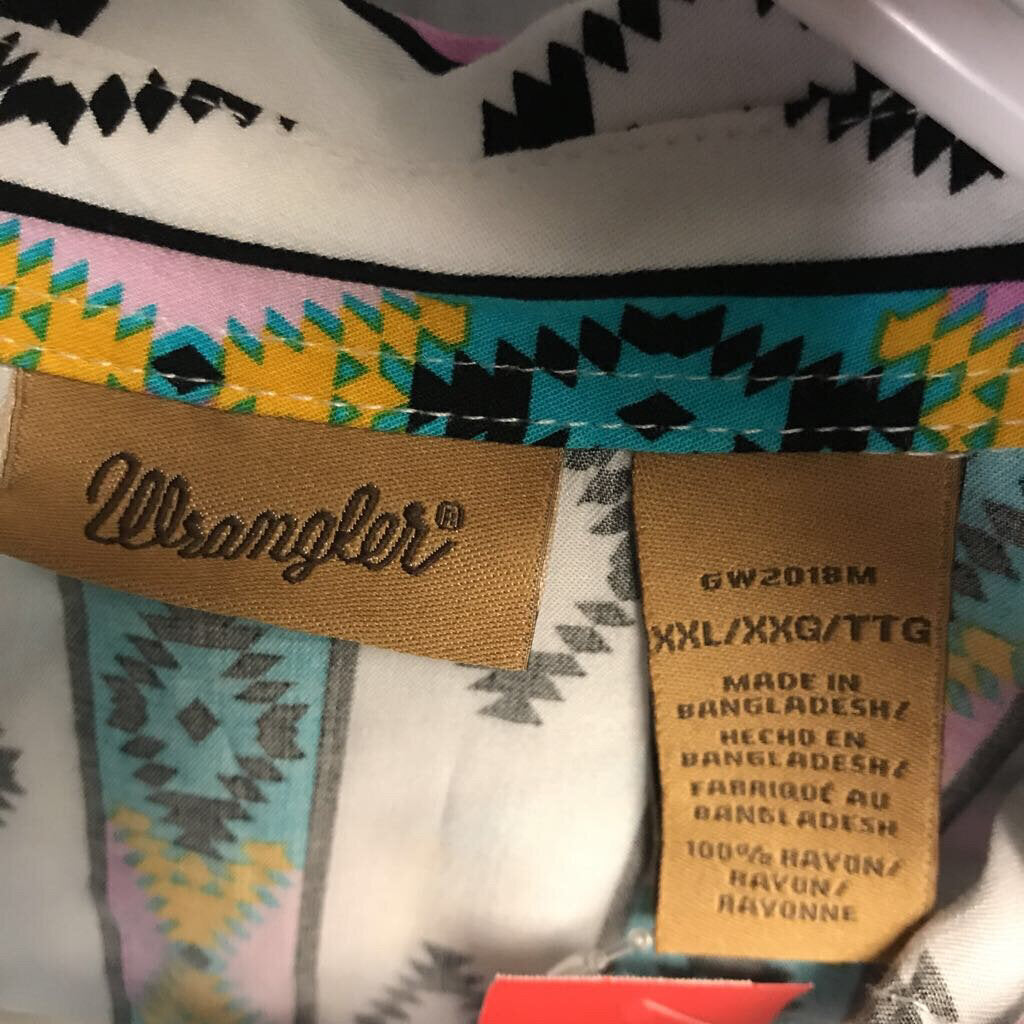 Wrangler®
GW2018M
XXL/XXG/TTG
MADE IN
BANGLADESH/
HECHO EN
BANGLADESH/
FABRIQUÉ AU
BANGLADESH
100% RAYON/
RAYON/
RAYONNE